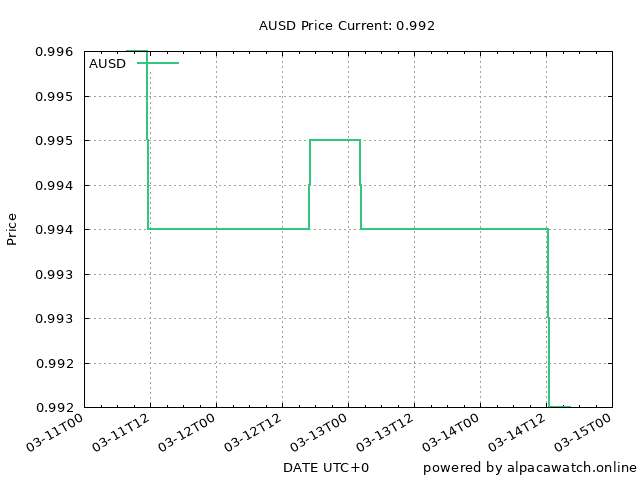 AUSD Price Current: 0.992
0.996
AUSD
0.995
0.995
0.994
0.994
Price
0.993
0.993
0.992
0.992
03-11T00
03-11T12
03-12T00
03-12T12
03-13T00
03-13T12
03-14T00
03-14T12
03-15T00
DATE UTC+0
powered by alpacawatch.online